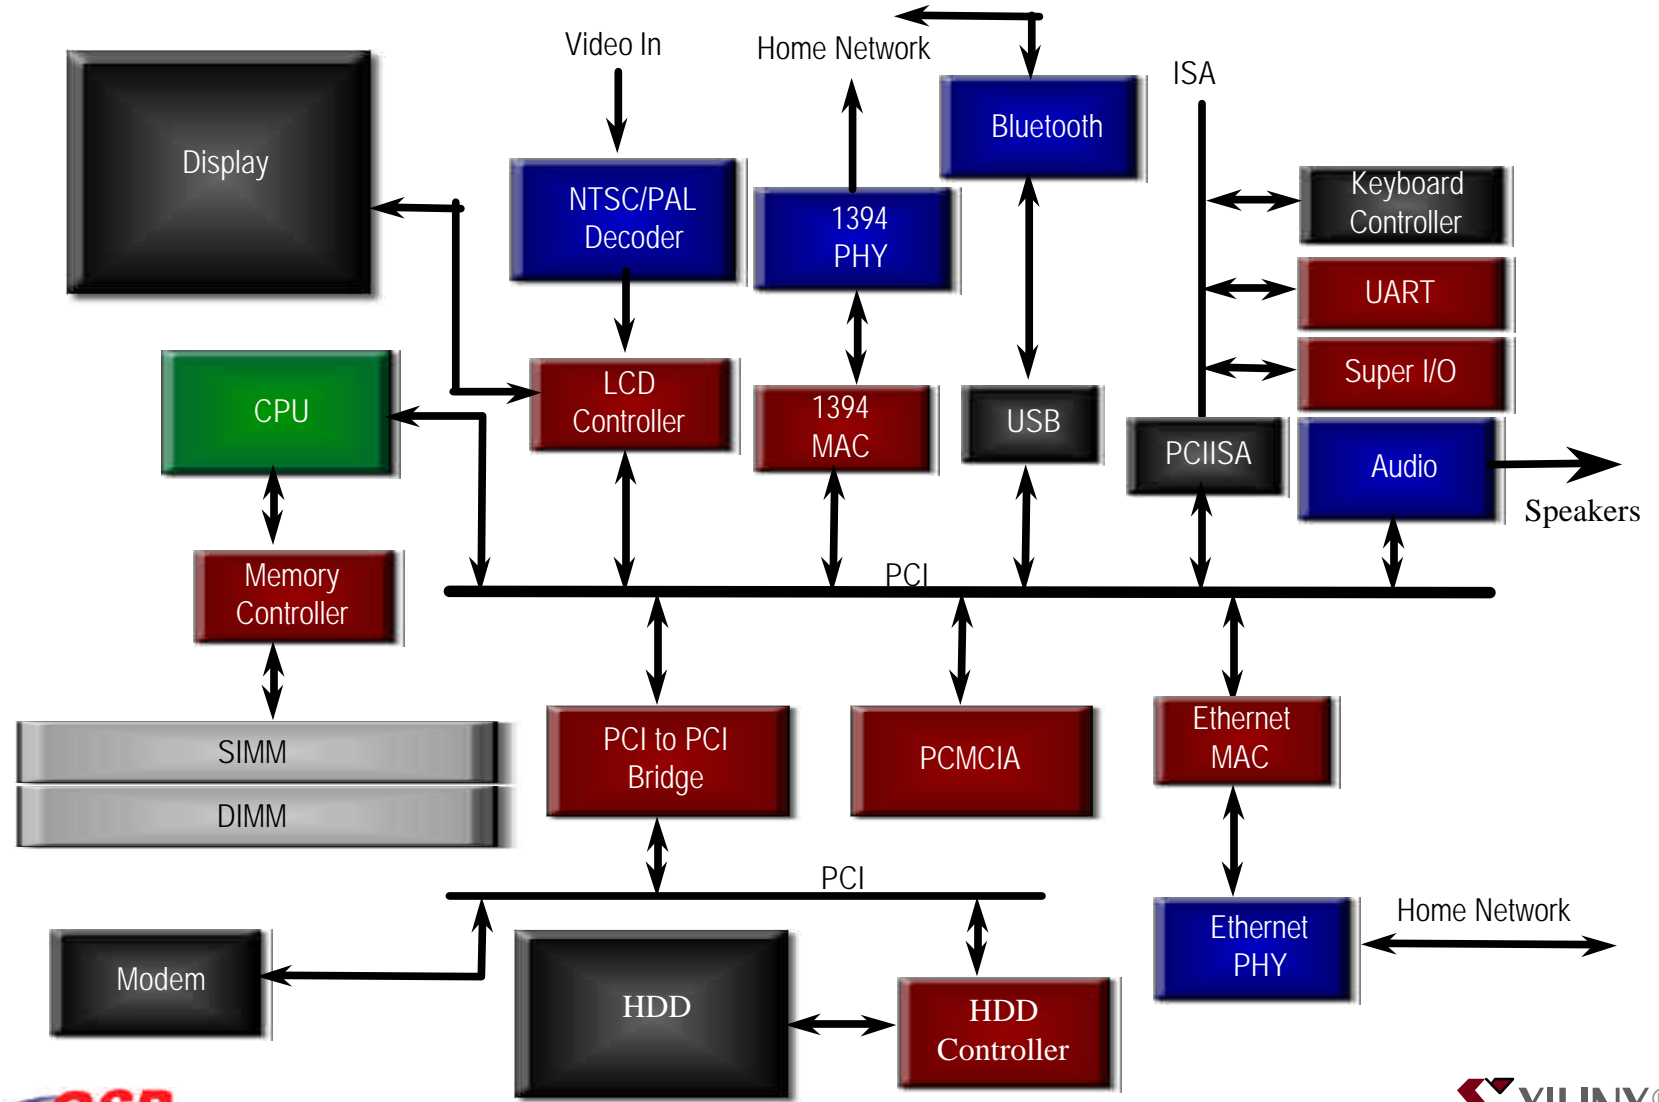 Video In
Home Network
ISA
Bluetooth
Display
NTSC/PAL
Decoder
1394
PHY
Keyboard
Controller
UART
Super I/O
CPU
LCD
Controller
1394
MAC
USB
PCIISA
Audio
Speakers
Memory
Controller
PCI
SIMM
DIMM
PCI to PCI
Bridge
PCMCIA
Ethernet
MAC
PCI
Modem
HDD
HDD
Controller
Ethernet
PHY
Home Network